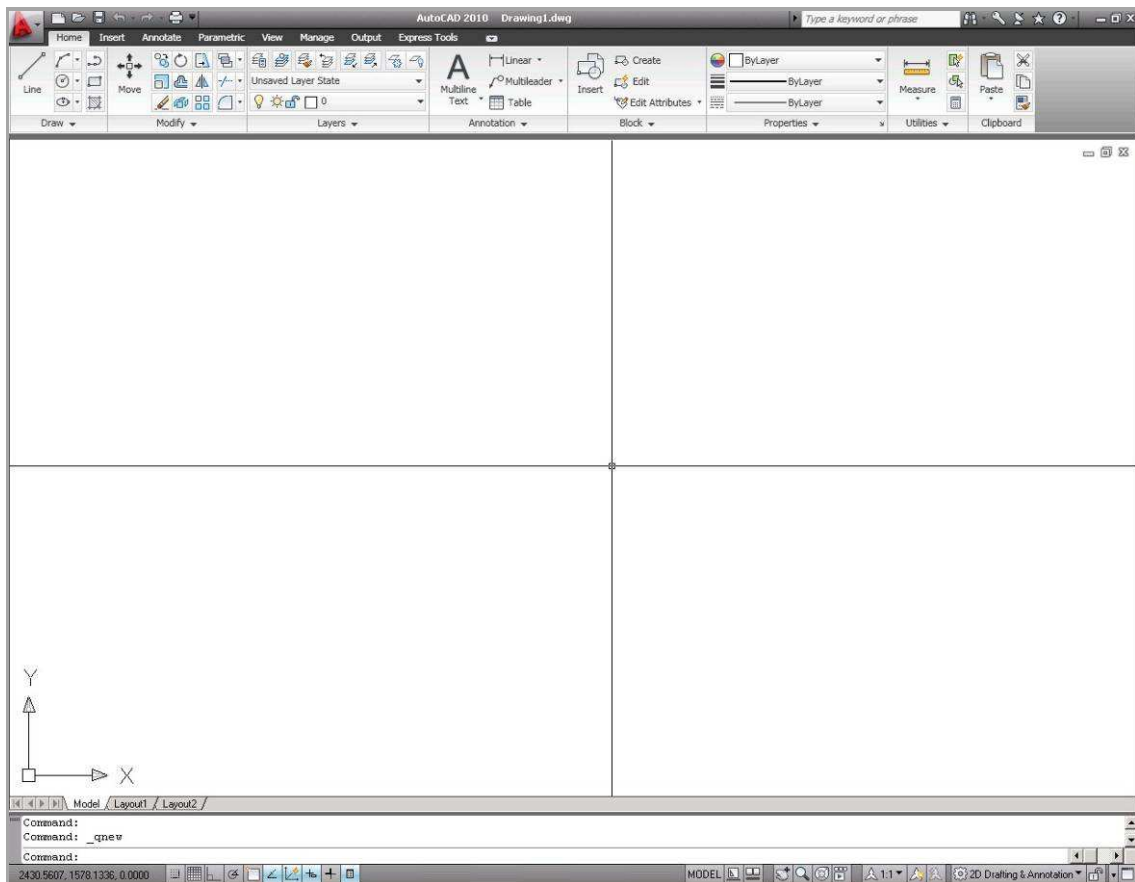 AutoCAD 2010 Drawing1.dwg
Type a keyword or phrase
Home Insert Annotate Parametric View Manage Output Express Tools
Line
Move
Unsaved Layer State
0
A
Multiline
Text
Linear
Multileader
Table
Insert
Create
Edit
Edit Attributes
ByLayer
ByLayer
ByLayer
Measure
Paste
Draw Modify Layers Annotation Block Properties Utilities Clipboard
Y
X
Model Layout1 Layout2
Command:
Command: _qnew
Command:
2430.5607, 1578.1336, 0.0000 MODEL 1:1 2D Drafting & Annotation